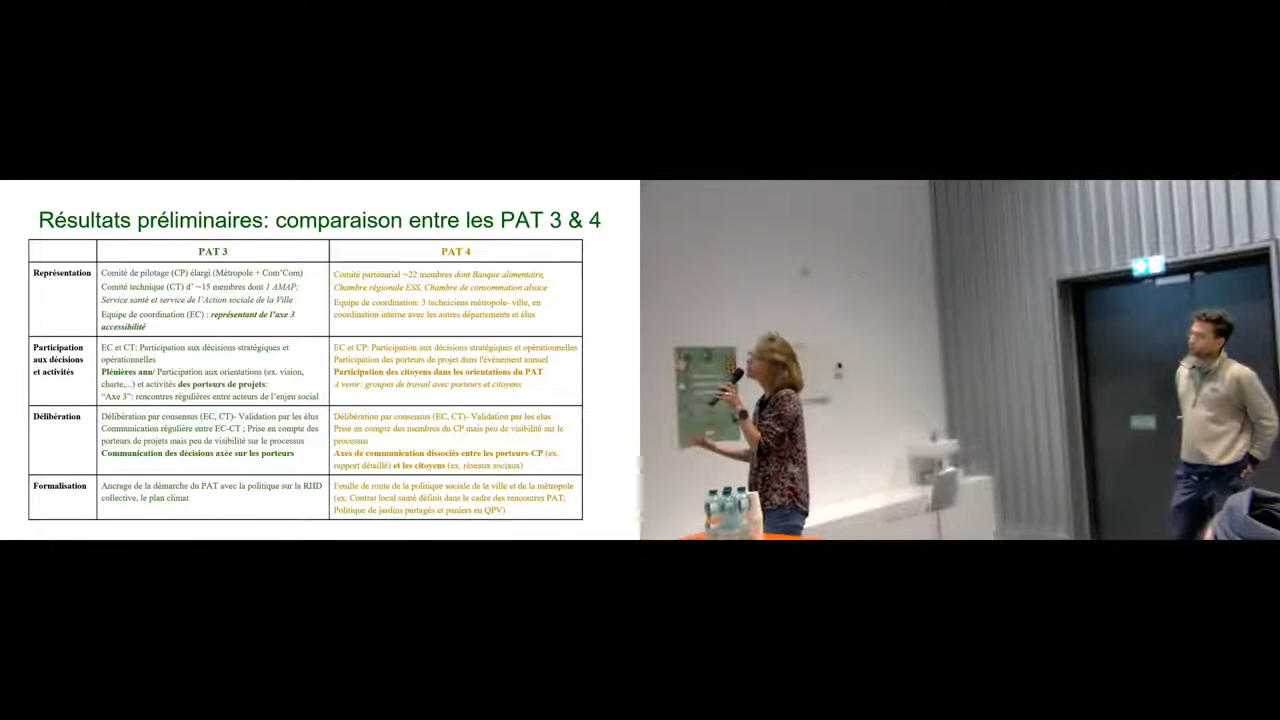 Résultats préliminaires: comparaison entre les PAT 3 & 4
PAT 3
PAT 4
Représentation
Comité de pilotage (CP) élargi (Métropole + Com'Com)
Comité technique (CT) d' ~15 membres dont 1 AMAP;
Service santé et service de l'Action sociale de la Ville
Equipe de coordination (EC) : représentant de l'axe 3
accessibilité
Comité partenarial ~22 membres dont Banque alimentaire,
Chambre régionale ESS, Chambre de consommation alsace
Equipe de coordination: 3 techniciens métropole- ville, en
coordination interne avec les autres départements et élus
Participation
aux décisions
et activités
EC et CT: Participation aux décisions stratégiques et
opérationnelles
Plénières ann/ Participation aux orientations (ex. vision,
charte,...) et activités des porteurs de projets:
"Axe 3": rencontres régulières entre acteurs de l'enjeu social
EC et CP: Participation aux décisions stratégiques et opérationnelles
Participation des porteurs de projet dans l'événement annuel
Participation des citoyens dans les orientations du PAT
A venir: groupes de travail avec porteurs et citoyens
Délibération
Délibération par consensus (EC, CT)- Validation par les élus
Communication régulière entre EC-CT ; Prise en compte des
porteurs de projets mais peu de visibilité sur le processus
Communication des décisions axée sur les porteurs
Délibération par consensus (EC, CT)- Validation par les élus
Prise en compte des membres du CP mais peu de visibilité sur le
processus
Axes de communication dissociés entre les porteurs-CP (ex.
rapport détaillé) et les citoyens (ex. réseaux sociaux)
Formalisation
Ancrage de la démarche du PAT avec la politique sur la RHD
collective, le plan climat
Feuille de route de la politique sociale de la ville et de la métropole
(ex. Contrat local santé définit dans le cadre des rencontres PAT;
Politique de jardins partagés et paniers en QPV)